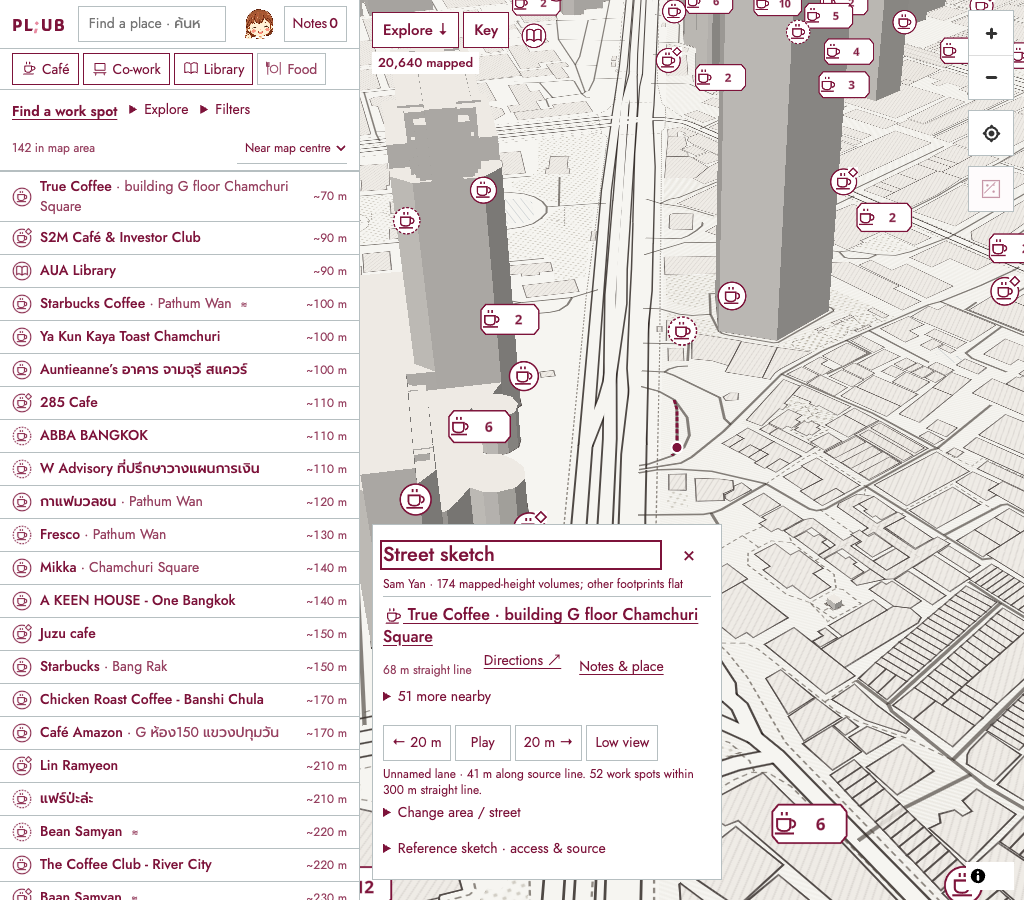 PL;UB
Find a place · ค้นหา
Notes 0
Café
Co-work
Library
Food
Find a work spot
Explore
Filters
142 in map area
Near map centre
True Coffee · building G floor Chamchuri
Square
~70 m
S2M Café & Investor Club
~90 m
AUA Library
~90 m
Starbucks Coffee · Pathum Wan ≈
~100 m
Ya Kun Kaya Toast Chamchuri
~100 m
Auntieanne's อาคาร จามจุรี สแควร์
~100 m
285 Cafe
~110 m
ABBA BANGKOK
~110 m
W Advisory ที่ปรึกษาวางแผนการเงิน
~110 m
กาแฟมวลชน · Pathum Wan
~120 m
Fresco · Pathum Wan
~130 m
Mikka · Chamchuri Square
~140 m
A KEEN HOUSE - One Bangkok
~140 m
Juzu cafe
~150 m
Starbucks · Bang Rak
~150 m
Chicken Roast Coffee - Banshi Chula
~170 m
Café Amazon · G ห้อง150 แขวงปทุมวัน
~170 m
Lin Ramyeon
~210 m
แฟร์ปะล่ะ
~210 m
Bean Samyan ≈
~220 m
The Coffee Club - River City
~220 m
Baan Samyan ≈
~230 m
Explore ↓
Key
20,640 mapped
2
6
10
2
5
4
3
2
2
2
6
6
12
+
−
Street sketch
×
Sam Yan · 174 mapped-height volumes; other footprints flat
True Coffee · building G floor Chamchuri
Square
68 m straight line
Directions ↗
Notes & place
51 more nearby
← 20 m
Play
20 m →
Low view
Unnamed lane · 41 m along source line. 52 work spots within
300 m straight line.
Change area / street
Reference sketch · access & source